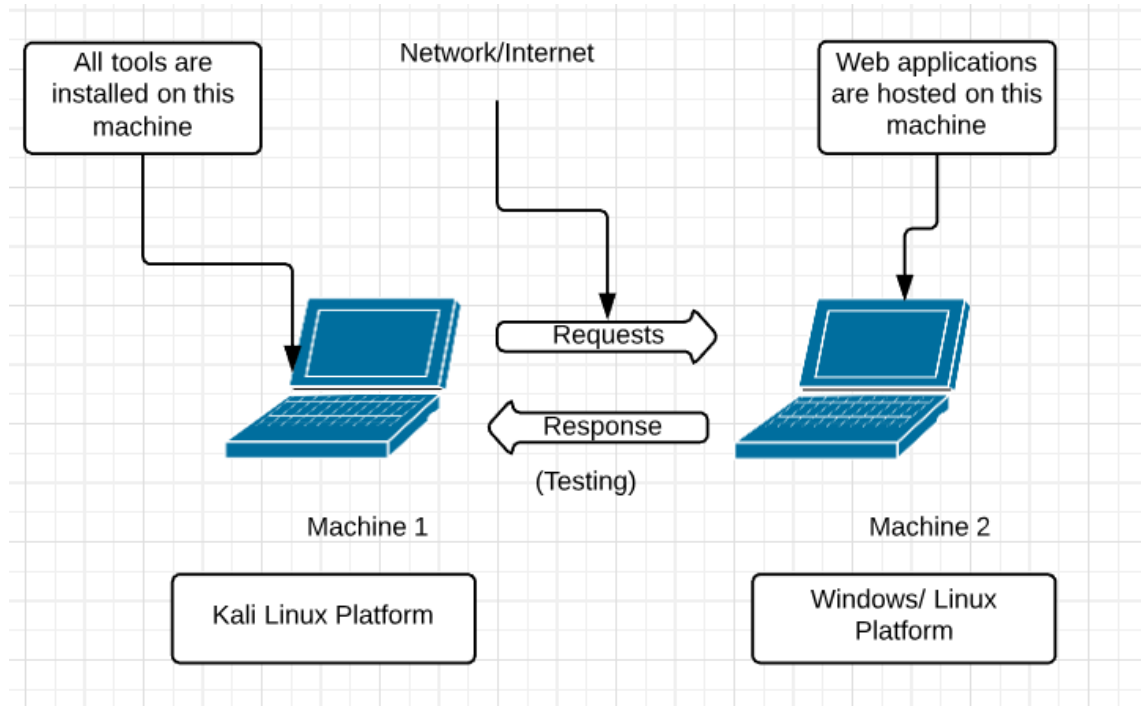 All tools are
installed on this
machine
Network/Internet
Web applications
are hosted on this
machine
Requests
Response
(Testing)
Machine 1
Machine 2
Kali Linux Platform
Windows/ Linux
Platform